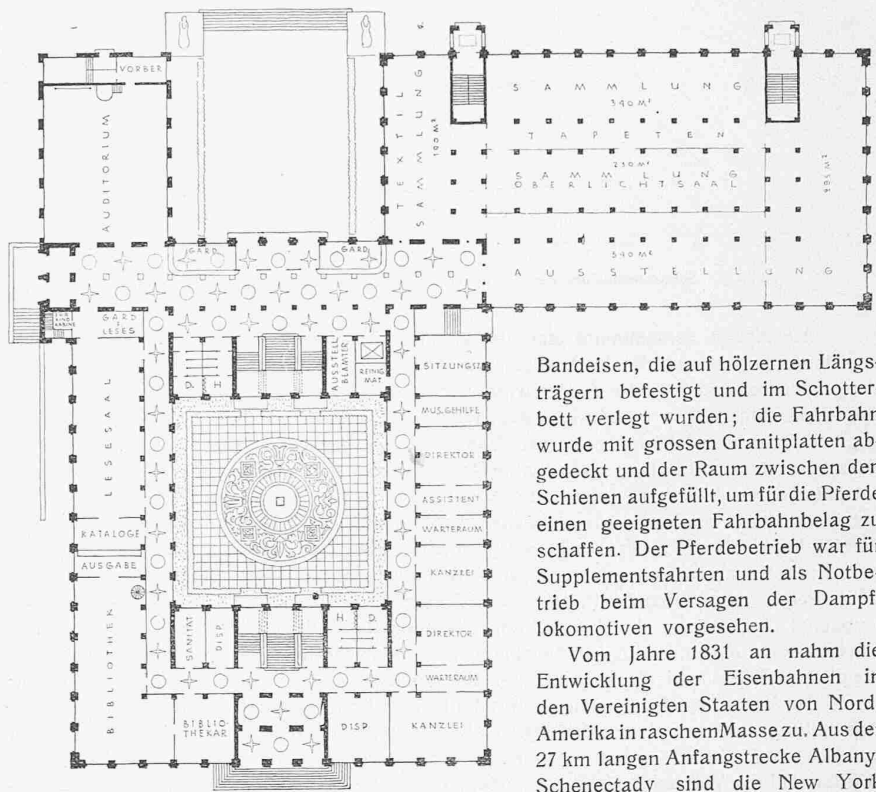 VORBER
AUDITORIUM
TEXTIL
SAMMLUNG
190 M²
SAMMLUNG
340 M²
TAPETEN
230 M²
SAMMLUNG
OBERLICHTSAAL
340 M²
AUSSTELLUNG
GARD
GARD
KABINE
GARD
LESES
LESESAAL
KATALOGE
AUSGABE
BIBLIOTHEK
BIBLIO-
THEKAR
D. H
AUSSTELL
BEAMTER
REINIG
MAT.
SITZUNGSZ
MUS.GEHILFE
DIREKTOR
ASSISTENT
WARTERAUM
KANZLEI
DIREKTOR
WARTERAUM
KANZLEI
SANITÄT
DISP.
H. D.
DISP.
Bandeisen, die auf hölzernen Längs-
trägern befestigt und im Schotter-
bett verlegt wurden; die Fahrbahn
wurde mit grossen Granitplatten ab-
gedeckt und der Raum zwischen den
Schienen aufgefüllt, um für die Pferde
einen geeigneten Fahrbahnbelag zu
schaffen. Der Pferdebetrieb war für
Supplementsfahrten und als Notbe-
trieb beim Versagen der Dampf-
lokomotiven vorgesehen.
Vom Jahre 1831 an nahm die
Entwicklung der Eisenbahnen in
den Vereinigten Staaten von Nord-
Amerika in raschem Masse zu. Aus der
27 km langen Anfangstrecke Albany-
Schenectady sind die New York